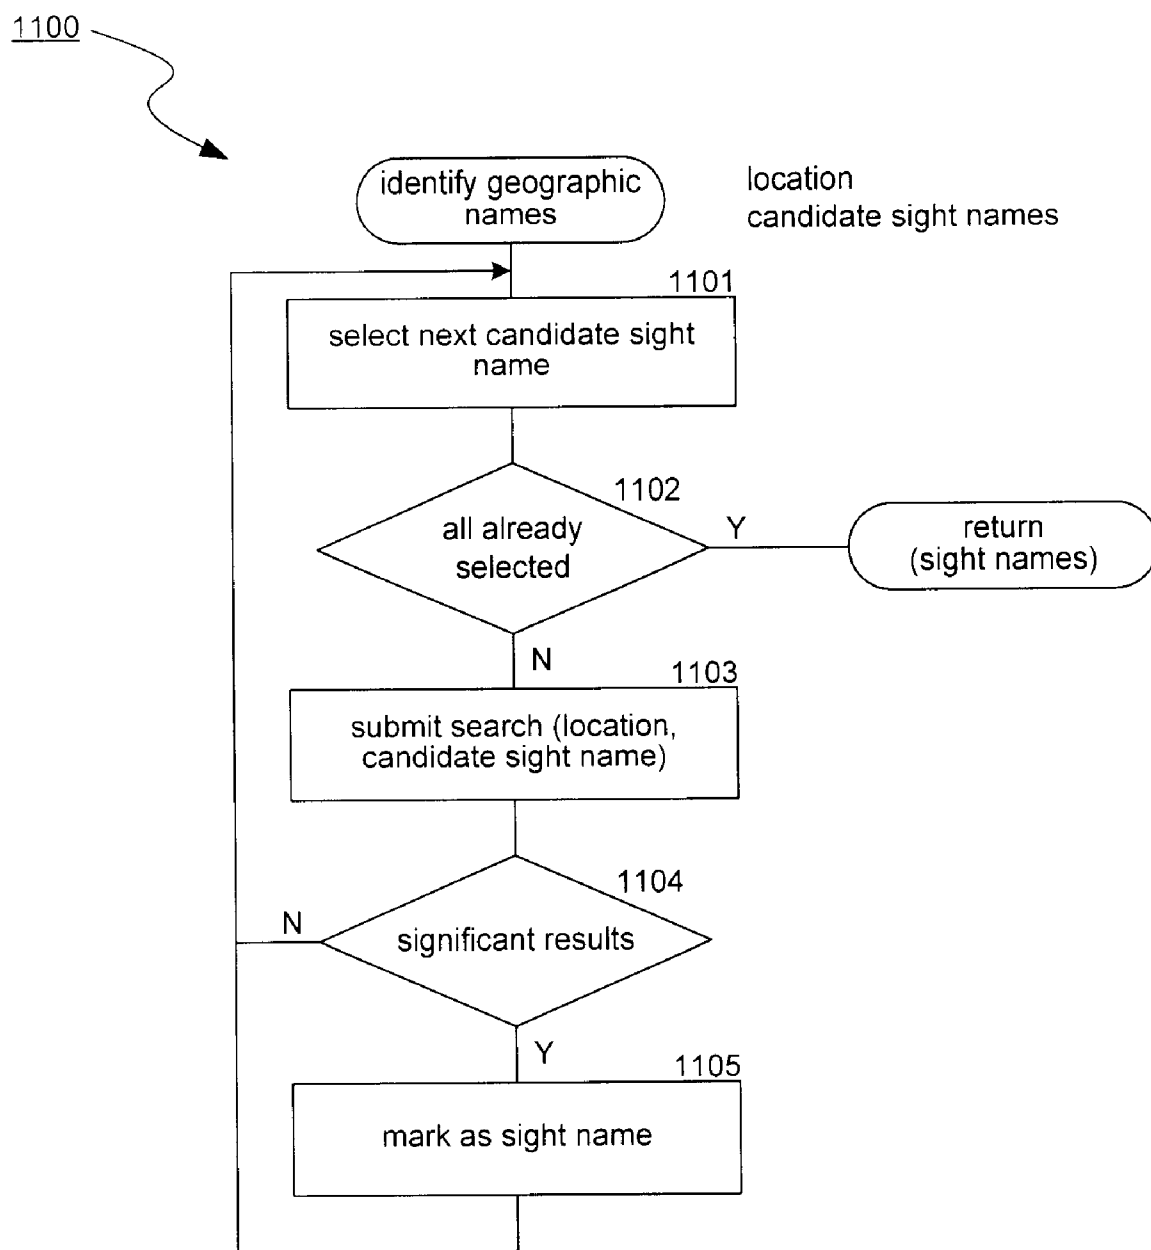 1100
identify geographic
names
location
candidate sight names
1101
select next candidate sight
name
1102
all already
selected
Y
return
(sight names)
N
1103
submit search (location,
candidate sight name)
1104
significant results
N
Y
1105
mark as sight name